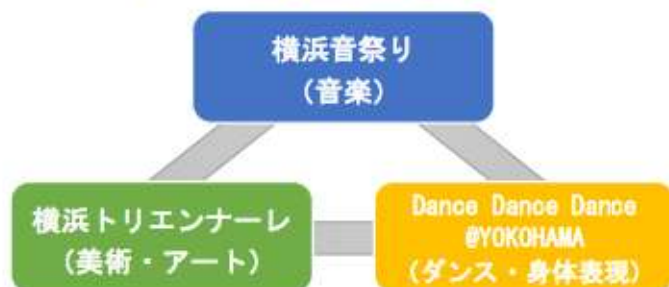 横浜音祭り
（音楽）
横浜トリエンナーレ
（美術・アート）
Dance Dance Dance
@YOKOHAMA
（ダンス・身体表現）